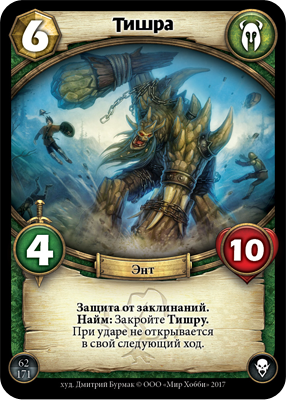 6
Тишра
4
10
Энт
Защита от заклинаний.
Найм: Закройте Тишру.
При ударе не открывается
в свой следующий ход.
62
171
худ. Дмитрий Бурмак © ООО «Мир Хобби» 2017